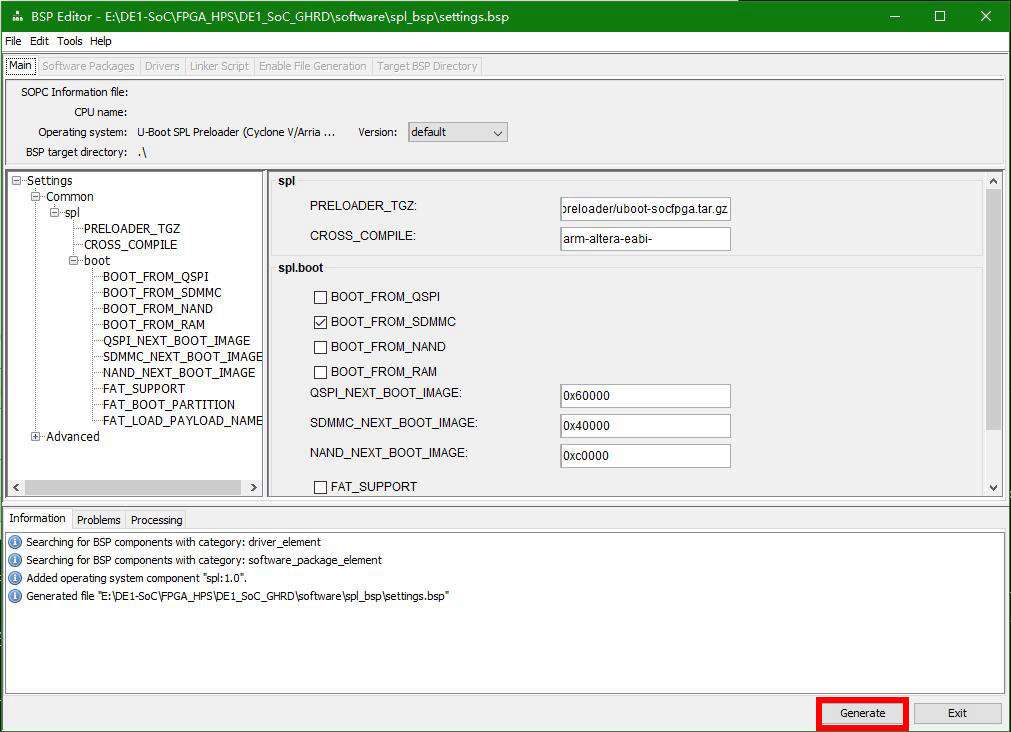 BSP Editor - E:\DE1-SoC\FPGA_HPS\DE1_SoC_GHRD\software\spl_bsp\settings.bsp
File Edit Tools Help
Main Software Packages Drivers Linker Script Enable File Generation Target BSP Directory
SOPC Information file:
CPU name:
Operating system: U-Boot SPL Preloader (Cyclone V/Arria ... Version: default
BSP target directory: .\
Settings
Common
spl
PRELOADER_TGZ
CROSS_COMPILE
boot
BOOT_FROM_QSPI
BOOT_FROM_SDMMC
BOOT_FROM_NAND
BOOT_FROM_RAM
QSPI_NEXT_BOOT_IMAGE
SDMMC_NEXT_BOOT_IMAGE
NAND_NEXT_BOOT_IMAGE
FAT_SUPPORT
FAT_BOOT_PARTITION
FAT_LOAD_PAYLOAD_NAME
Advanced
spl
PRELOADER_TGZ: preloader/uboot-socfpga.tar.gz
CROSS_COMPILE: arm-altera-eabi-
spl.boot
BOOT_FROM_QSPI
BOOT_FROM_SDMMC
BOOT_FROM_NAND
BOOT_FROM_RAM
QSPI_NEXT_BOOT_IMAGE: 0x60000
SDMMC_NEXT_BOOT_IMAGE: 0x40000
NAND_NEXT_BOOT_IMAGE: 0xc0000
FAT_SUPPORT
Information Problems Processing
Searching for BSP components with category: driver_element
Searching for BSP components with category: software_package_element
Added operating system component "spl:1.0".
Generated file "E:\DE1-SoC\FPGA_HPS\DE1_SoC_GHRD\software\spl_bsp\settings.bsp"
Generate Exit